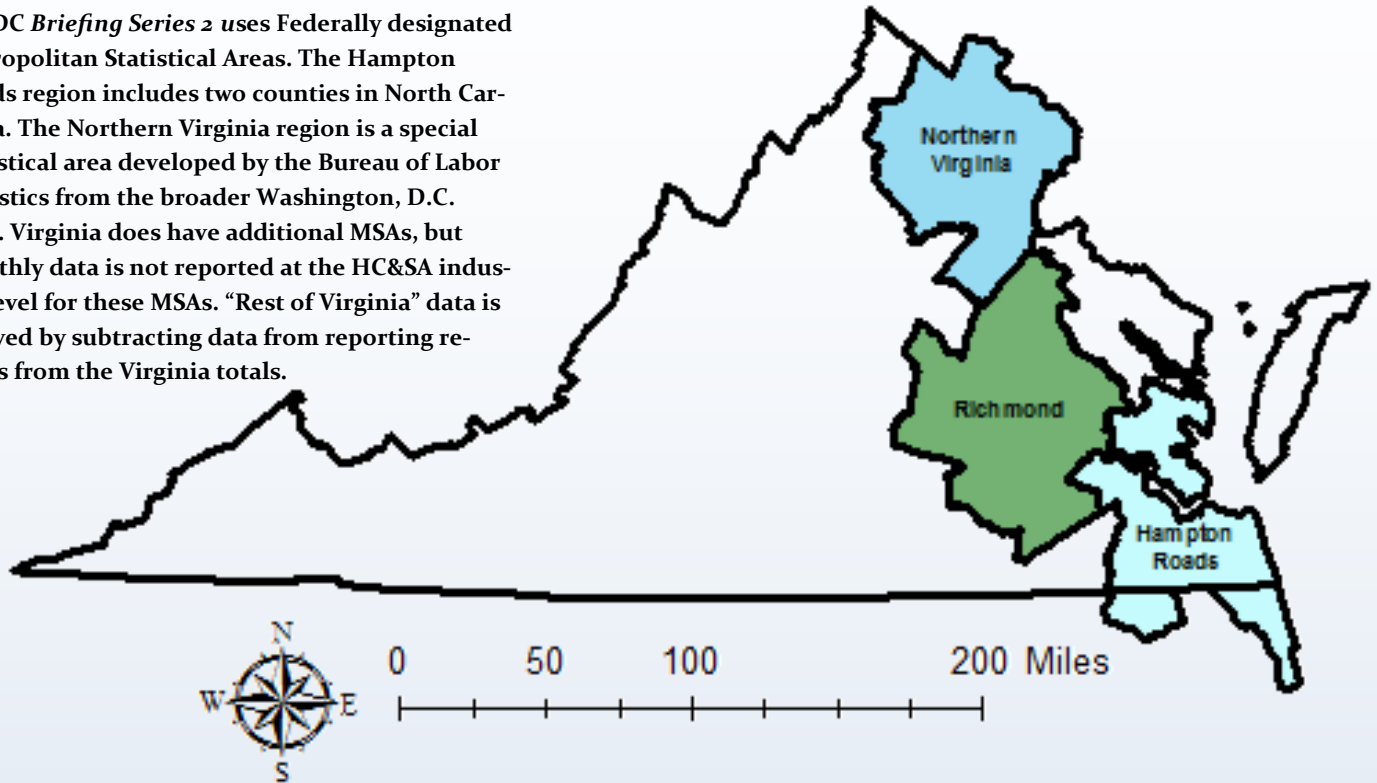 DC Briefing Series 2 uses Federally designated
ropolitan Statistical Areas. The Hampton
ds region includes two counties in North Car-
a. The Northern Virginia region is a special
istical area developed by the Bureau of Labor
istics from the broader Washington, D.C.
. Virginia does have additional MSAs, but
thly data is not reported at the HC&SA indus-
evel for these MSAs. “Rest of Virginia” data is
ved by subtracting data from reporting re-
s from the Virginia totals.
Northern
Virginia
Richmond
Hampton
Roads
N
W E
S
0 50 100 200 Miles